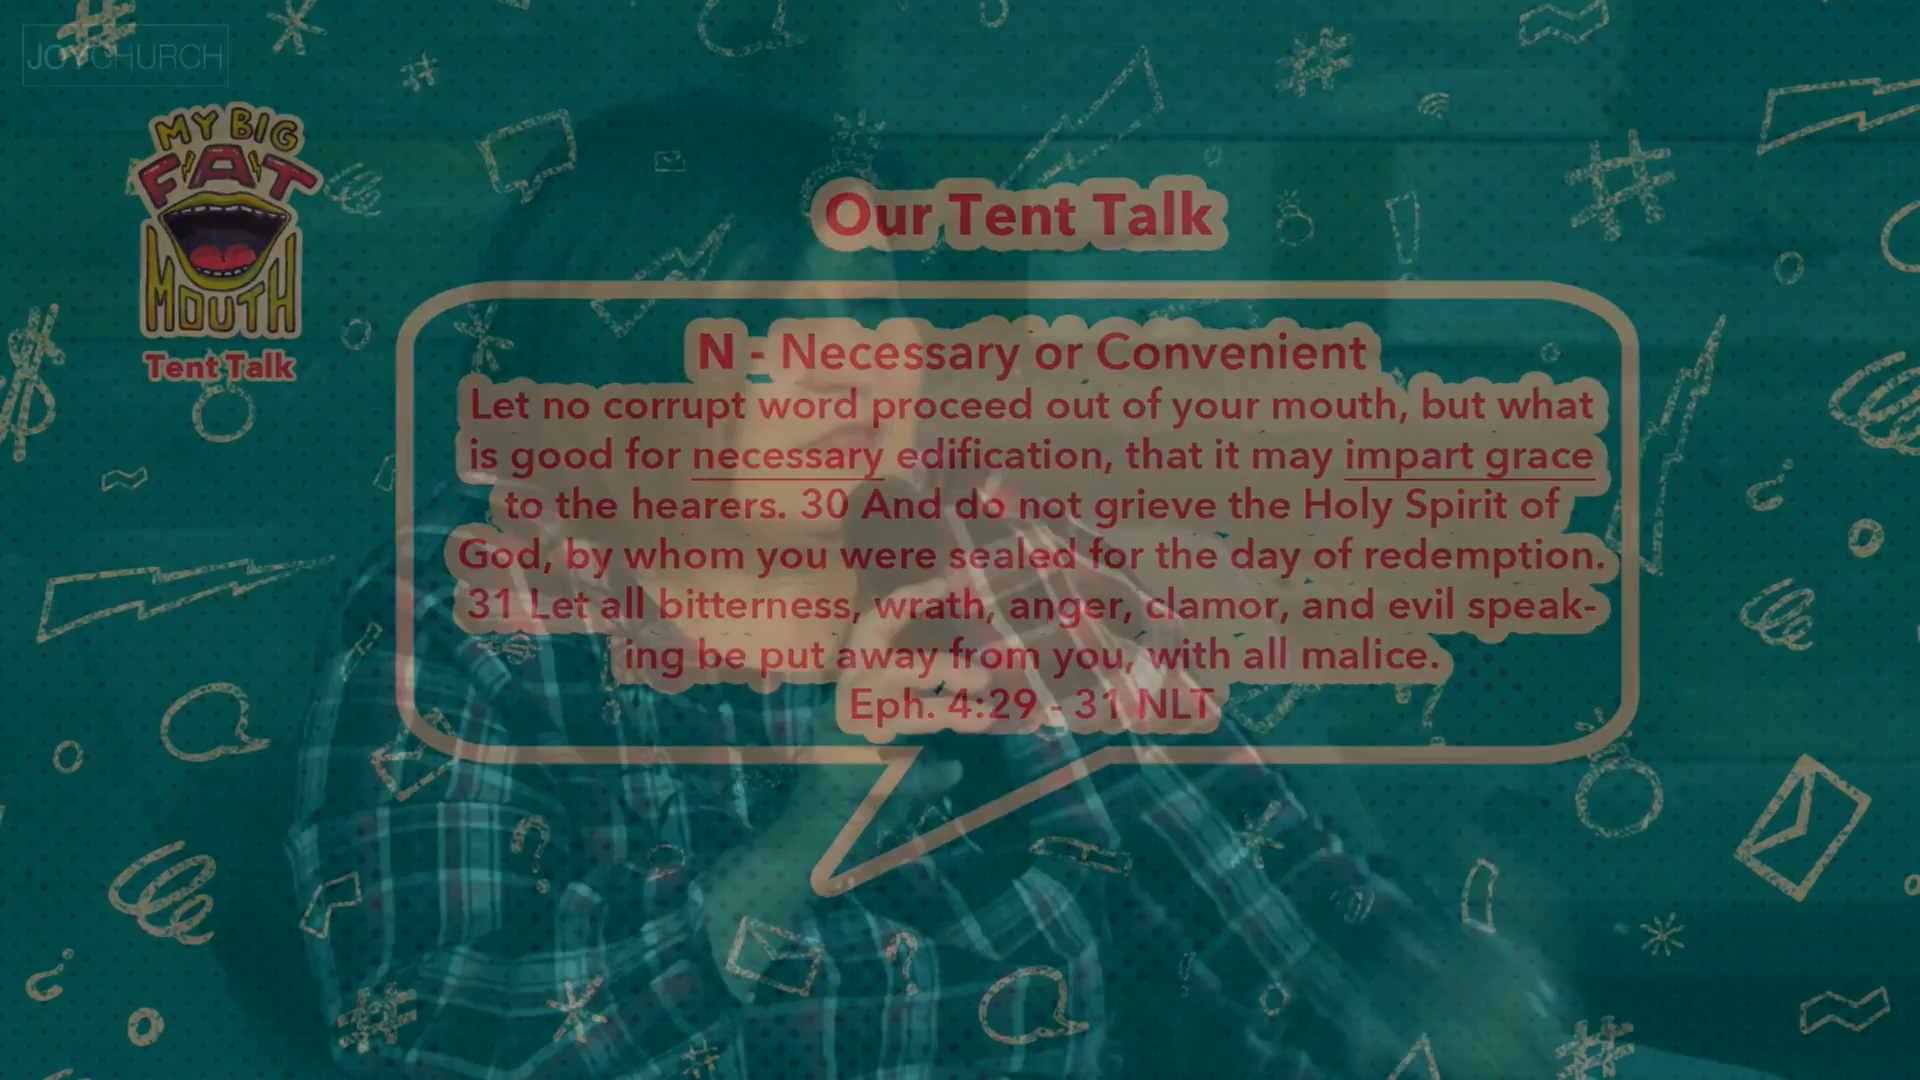 JOYCHURCH
MY BIG
FAT
MOUTH
Tent Talk
Our Tent Talk
N - Necessary or Convenient
Let no corrupt word proceed out of your mouth, but what
is good for necessary edification, that it may impart grace
to the hearers. 30 And do not grieve the Holy Spirit of
God, by whom you were sealed for the day of redemption.
31 Let all bitterness, wrath, anger, clamor, and evil speak-
ing be put away from you, with all malice.
Eph. 4:29 - 31 NLT